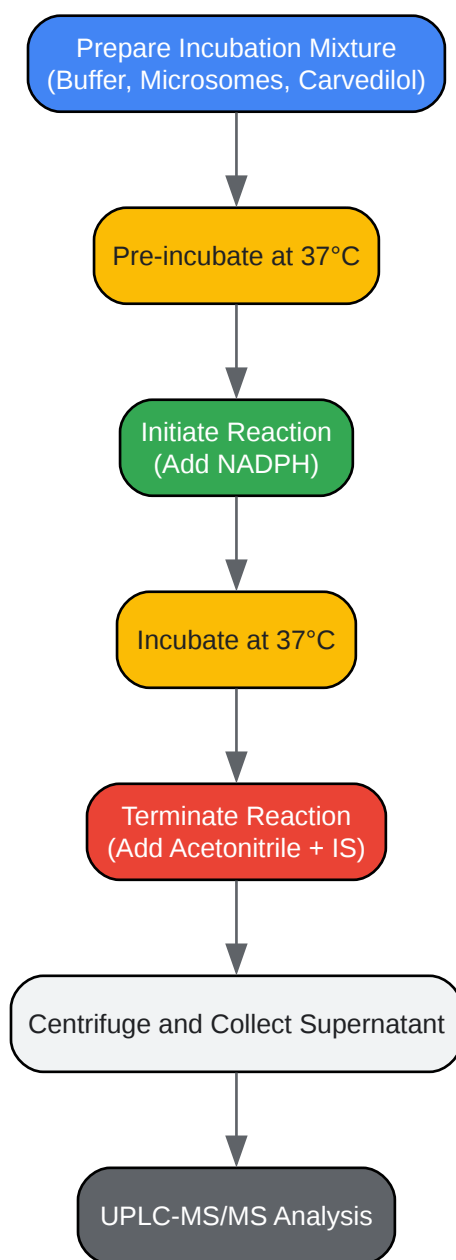 Prepare Incubation Mixture
(Buffer, Microsomes, Carvedilol)
Pre-incubate at 37°C
Initiate Reaction
(Add NADPH)
Incubate at 37°C
Terminate Reaction
(Add Acetonitrile + IS)
Centrifuge and Collect Supernatant
UPLC-MS/MS Analysis